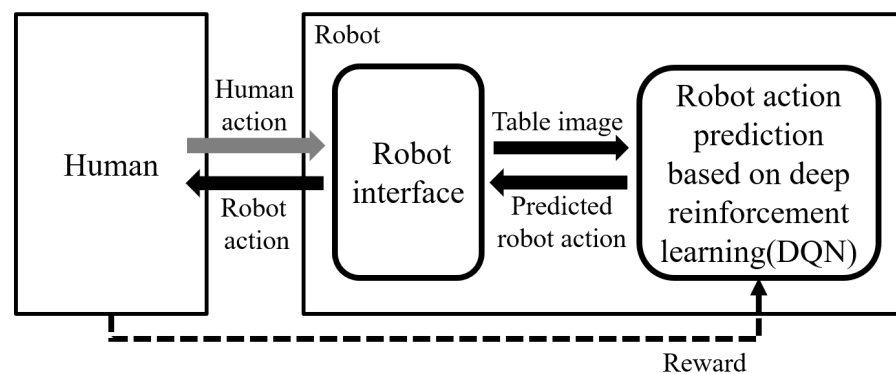 Robot
Human
action
Human
Robot
action
Robot
interface
Table image
Predicted
robot action
Robot action
prediction
based on deep
reinforcement
learning(DQN)
Reward